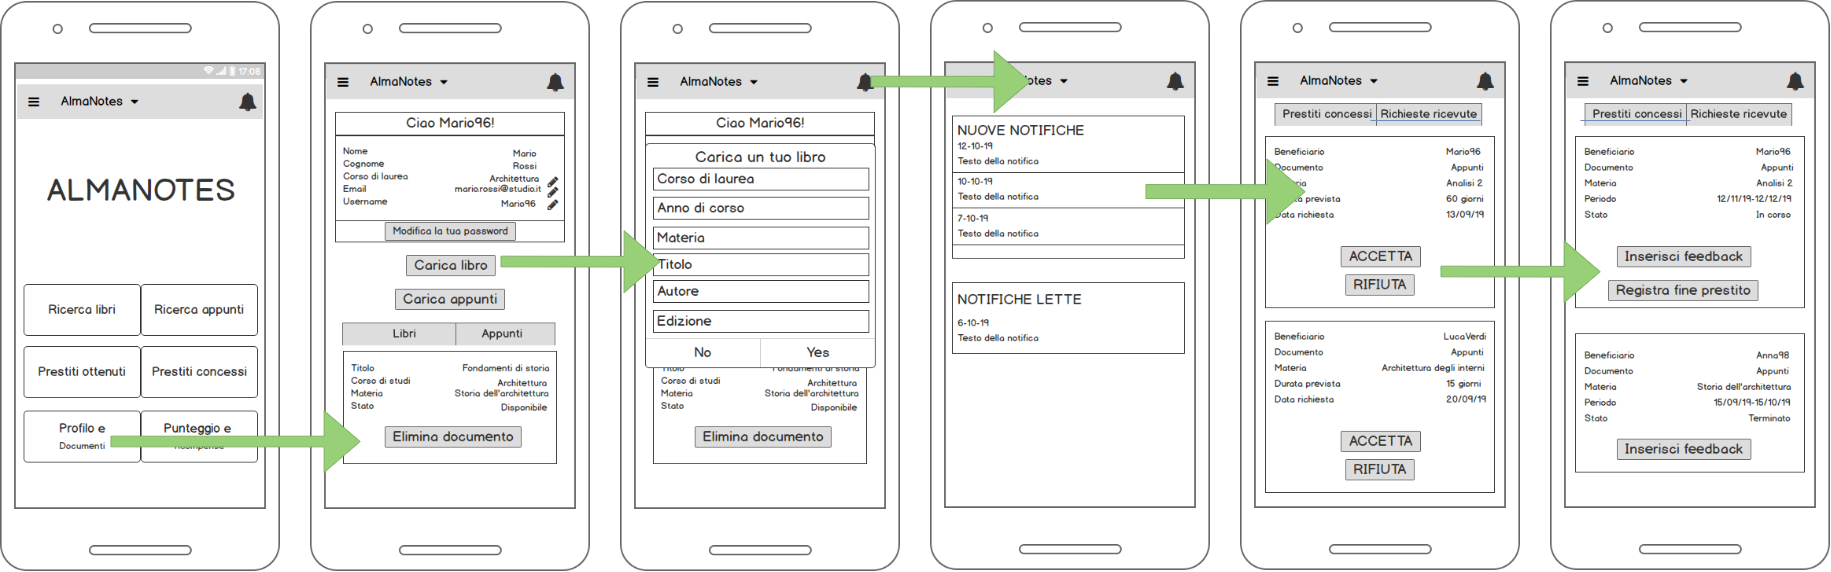 17:08
AlmaNotes
ALMANOTES
Ricerca libri
Ricerca appunti
Prestiti ottenuti
Prestiti concessi
Profilo e
Documenti
Punteggio e
AlmaNotes
Ciao Mario96!
Nome Mario
Cognome Rossi
Corso di laurea Architettura
Email mario.rossi@studio.it
Username Mario96
Modifica la tua password
Carica libro
Carica appunti
Libri Appunti
Titolo Fondamenti di storia
Corso di studi Architettura
Materia Storia dell'architettura
Stato Disponibile
Elimina documento
AlmaNotes
Ciao Mario96!
Carica un tuo libro
Corso di laurea
Anno di corso
Materia
Titolo
Autore
Edizione
No Yes
Titolo Fondamenti di storia
Corso di studi Architettura
Materia Storia dell'architettura
Stato Disponibile
Elimina documento
otes
NUOVE NOTIFICHE
12-10-19
Testo della notifica
10-10-19
Testo della notifica
7-10-19
Testo della notifica
NOTIFICHE LETTE
6-10-19
Testo della notifica
AlmaNotes
Prestiti concessi Richieste ricevute
Beneficiario Mario96
Documento Appunti
Analisi 2
prevista 60 giorni
Data richiesta 13/09/19
ACCETTA
RIFIUTA
Beneficiario LucaVerdi
Documento Appunti
Materia Architettura degli interni
Durata prevista 15 giorni
Data richiesta 20/09/19
ACCETTA
RIFIUTA
AlmaNotes
Prestiti concessi Richieste ricevute
Beneficiario Mario96
Documento Appunti
Materia Analisi 2
Periodo 12/11/19-12/12/19
Stato In corso
Inserisci feedback
Registra fine prestito
Beneficiario Anna98
Documento Appunti
Materia Storia dell'architettura
Periodo 15/09/19-15/10/19
Stato Terminato
Inserisci feedback